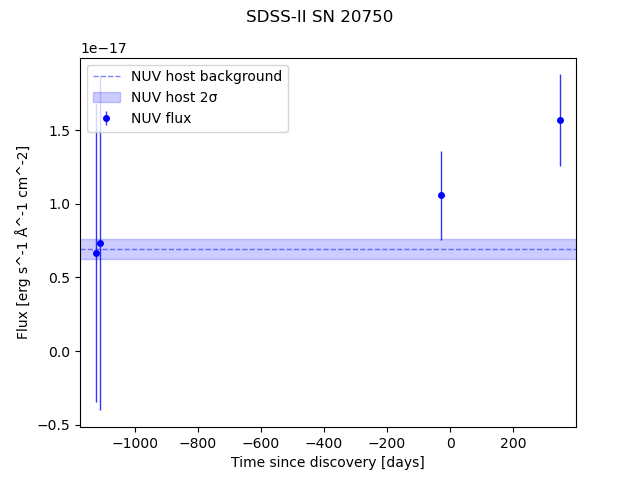 SDSS-II SN 20750
1e−17
NUV host background
NUV host 2σ
NUV flux
1.5
1.0
0.5
0.0
−0.5
Flux [erg s^-1 Å^-1 cm^-2]
−1000 −800 −600 −400 −200 0 200
Time since discovery [days]